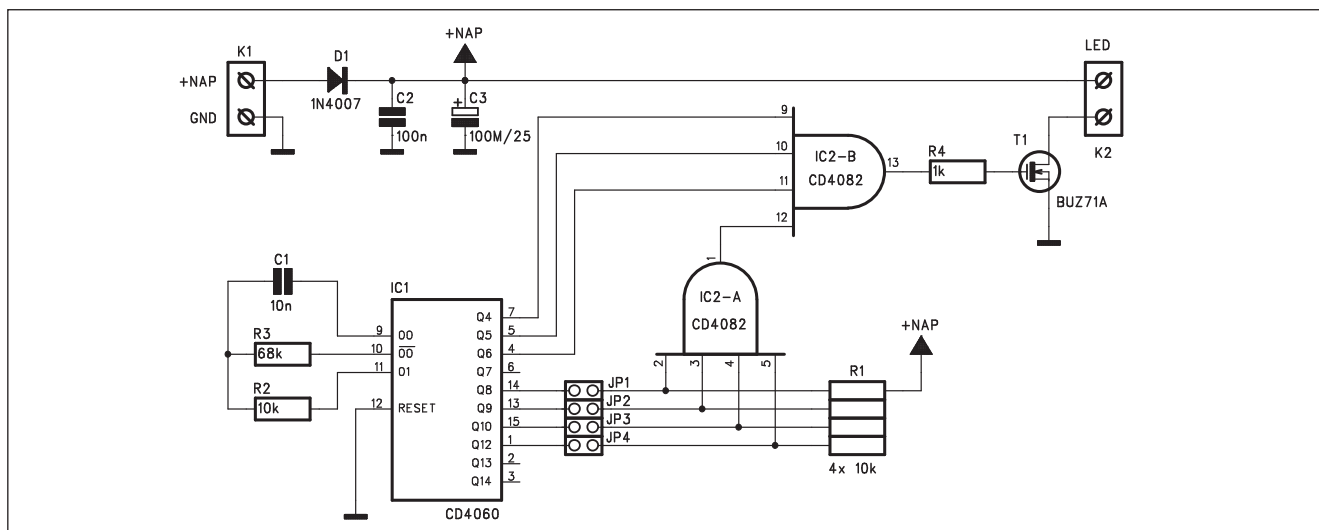 +NAP
K1
D1
LED
+NAP
1N4007
C2
C3
+
GND
100n
100M/25
9
10
11
12
IC2-B
CD4082
13
R4
1k
T1
K2
BUZ71A
1
C1
10n
IC1
IC2-A
CD4082
+NAP
Q4
7
9
OO
Q5
5
R3
68k
10
OO
Q6
4
2
3
4
5
11
O1
Q7
6
R1
R2
10k
Q8
14
JP1
12
RESET
Q9
13
JP2
Q10
15
JP3
Q12
1
JP4
Q13
2
4x 10k
Q14
3
CD4060